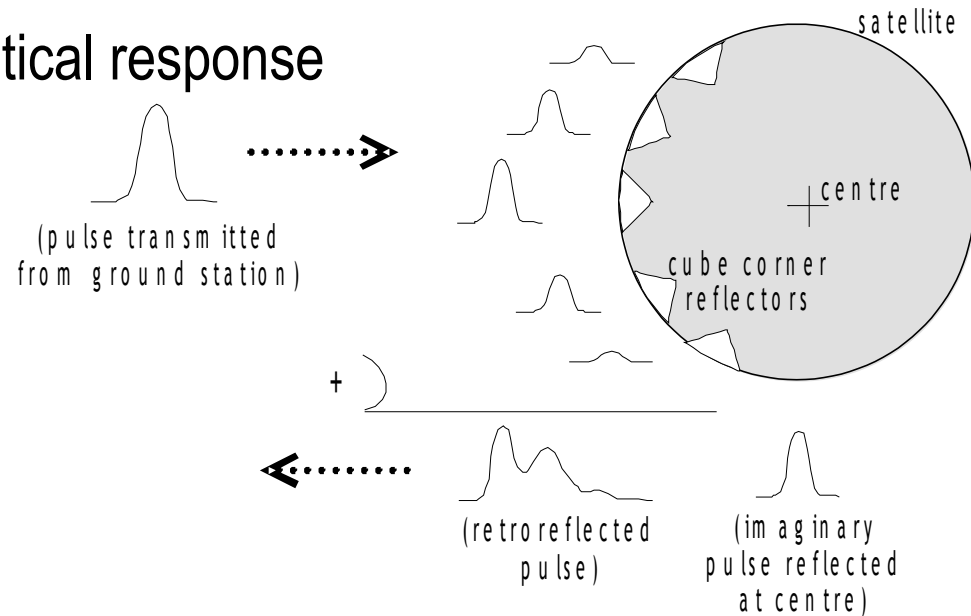 tical response
satellite
(pulse transmitted
from ground station)
centre
cube corner
reflectors
+
(retroreflected
pulse)
(imaginary
pulse reflected
at centre)